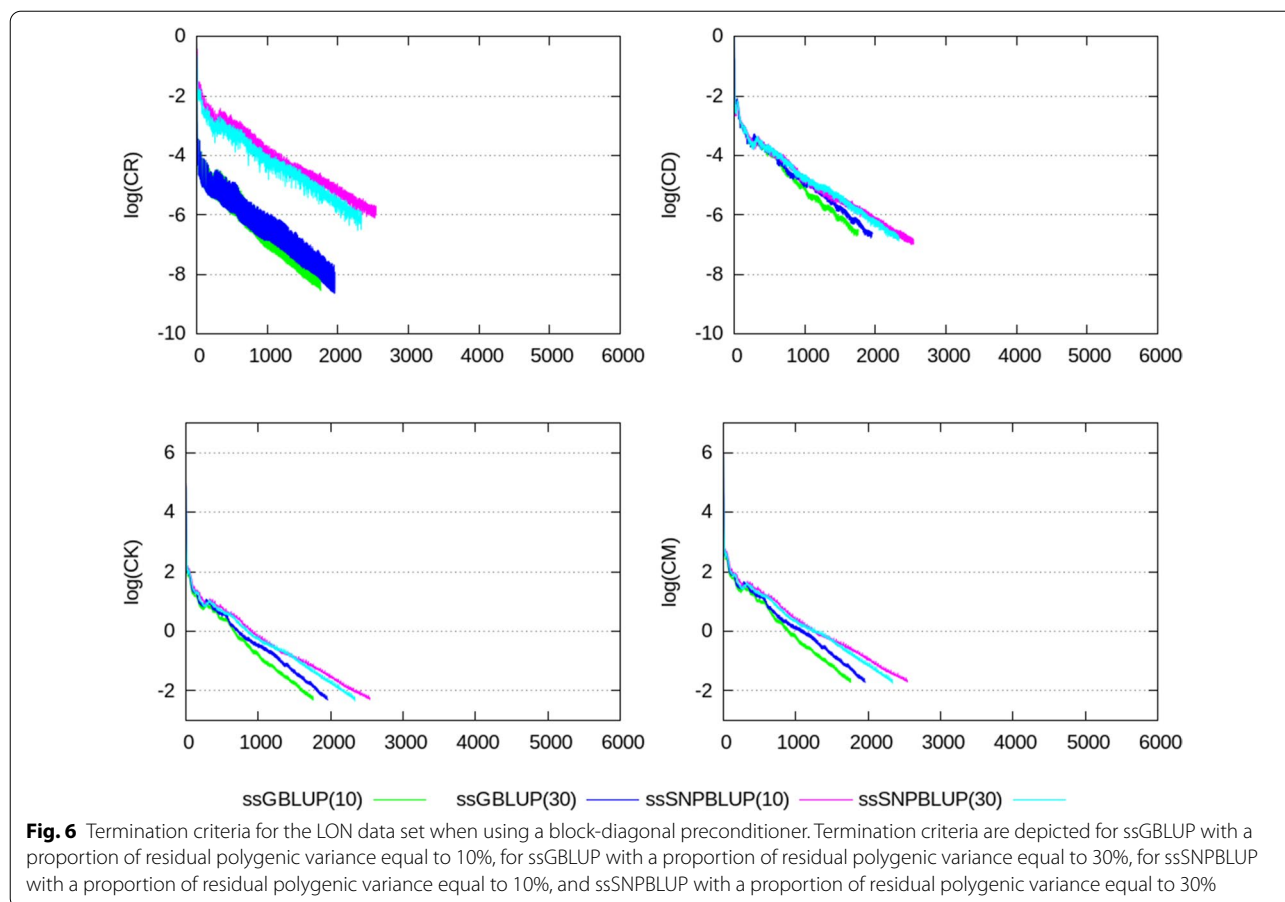 0
-2
-4
-6
-8
-10
log(CR)
0 1000 2000 3000 4000 5000 6000
0
-2
-4
-6
-8
-10
log(CD)
0 1000 2000 3000 4000 5000 6000
6
4
2
0
-2
log(CK)
0 1000 2000 3000 4000 5000 6000
6
4
2
0
-2
log(CM)
0 1000 2000 3000 4000 5000 6000
ssGBLUP(10) ssGBLUP(30) ssSNPBLUP(10) ssSNPBLUP(30)
Fig. 6 Termination criteria for the LON data set when using a block-diagonal preconditioner. Termination criteria are depicted for ssGBLUP with a
proportion of residual polygenic variance equal to 10%, for ssGBLUP with a proportion of residual polygenic variance equal to 30%, for ssSNPBLUP
with a proportion of residual polygenic variance equal to 10%, and ssSNPBLUP with a proportion of residual polygenic variance equal to 30%